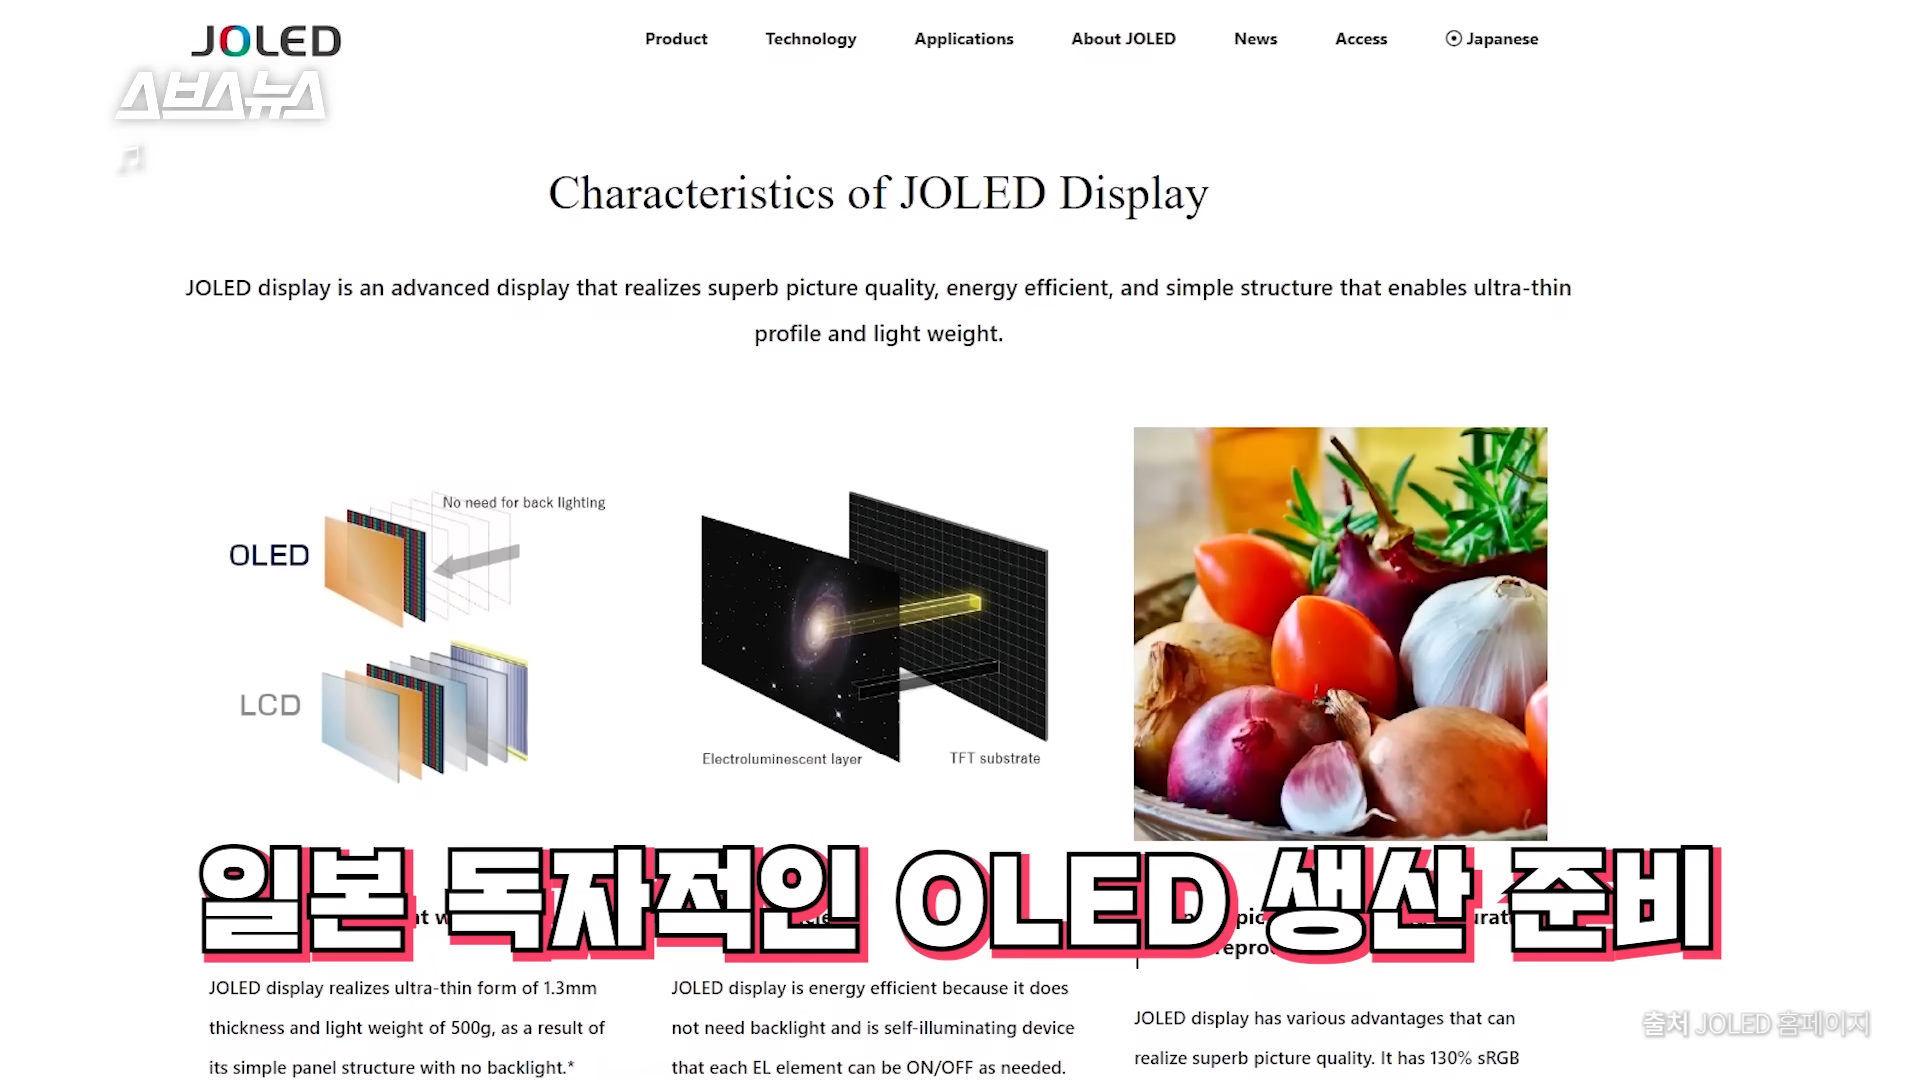 JOLED
Product Technology Applications About JOLED News Access Japanese
스브스뉴스
Characteristics of JOLED Display
JOLED display is an advanced display that realizes superb picture quality, energy efficient, and simple structure that enables ultra-thin
profile and light weight.
No need for back lighting
OLED
LCD
Electroluminescent layer
TFT substrate
일본 독자적인 OLED 생산 준비
JOLED display realizes ultra-thin form of 1.3mm
thickness and light weight of 500g, as a result of
its simple panel structure with no backlight.*
JOLED display is energy efficient because it does
not need backlight and is self-illuminating device
that each EL element can be ON/OFF as needed.
JOLED display has various advantages that can
realize superb picture quality. It has 130% sRGB
출처 JOLED 홈페이지